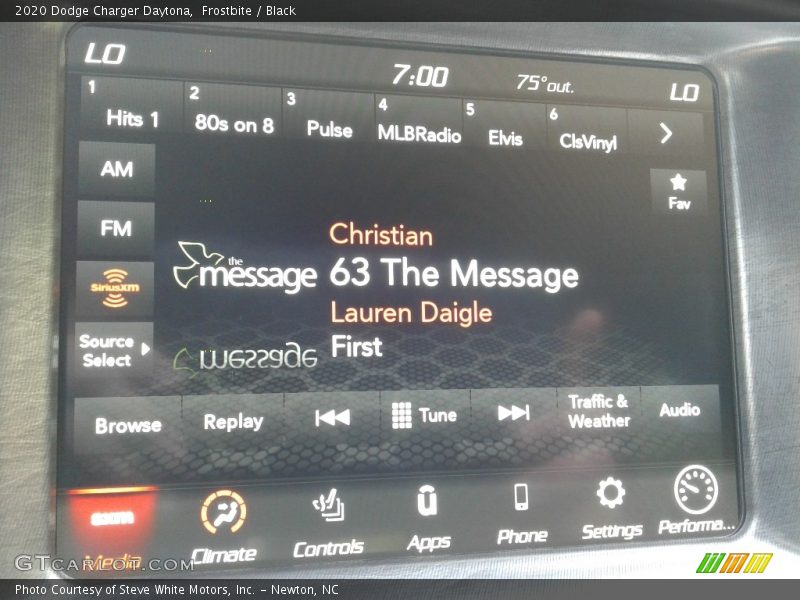 2020 Dodge Charger Daytona, Frostbite / Black
LO
7:00
75° out.
LO
1 Hits 1
2 80s on 8
3 Pulse
4 MLBRadio
5 Elvis
6 ClsVinyl
AM
Fav
FM
Christian
the message
63 The Message
SiriusXM
Lauren Daigle
Source Select
First
message
Browse
Replay
Tune
Traffic & Weather
Audio
sxm
Media
Climate
Controls
Apps
Phone
Settings
Performa...
GTCARLOT.COM
Photo Courtesy of Steve White Motors, Inc. - Newton, NC